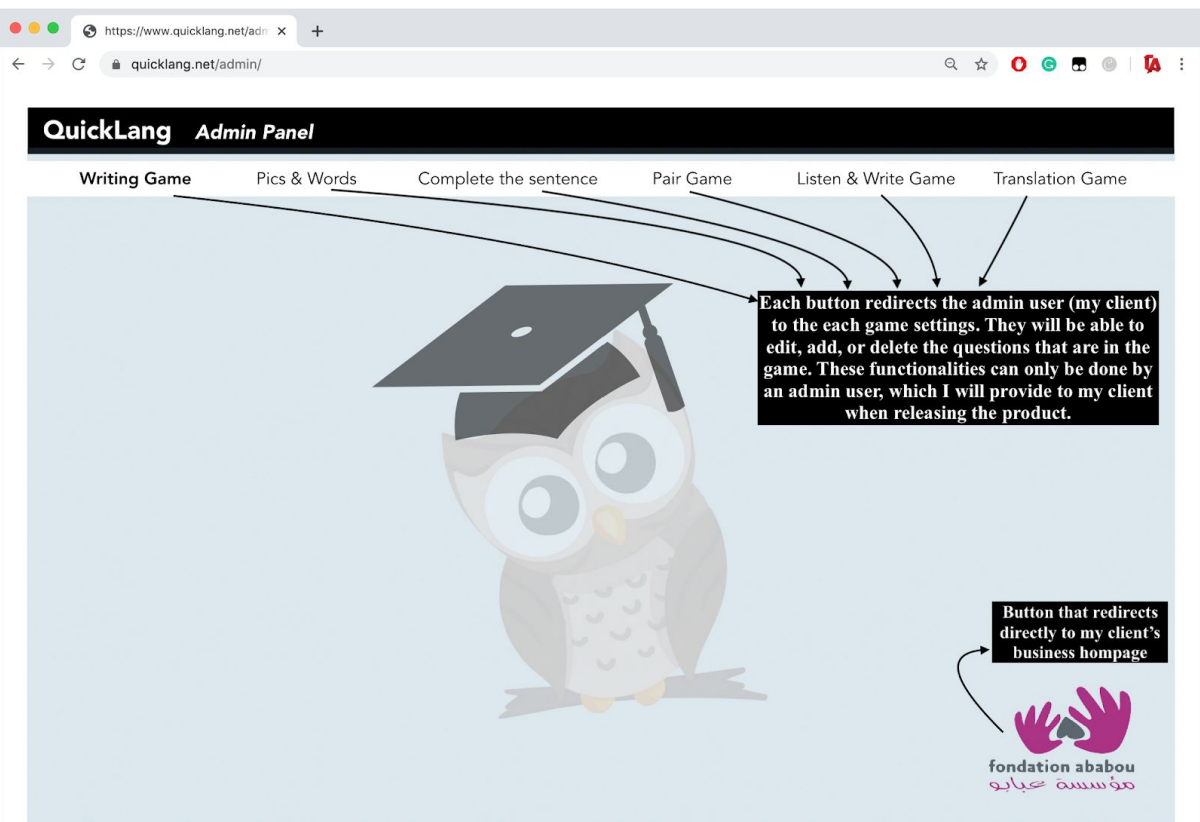 https://www.quicklang.net/adm
quicklang.net/admin/
QuickLang Admin Panel
Writing Game Pics & Words Complete the sentence Pair Game Listen & Write Game Translation Game
Each button redirects the admin user (my client)
to the each game settings. They will be able to
edit, add, or delete the questions that are in the
game. These functionalities can only be done by
an admin user, which I will provide to my client
when releasing the product.
Button that redirects
directly to my client's
business hompage
fondation ababou
مؤسسة عبابو